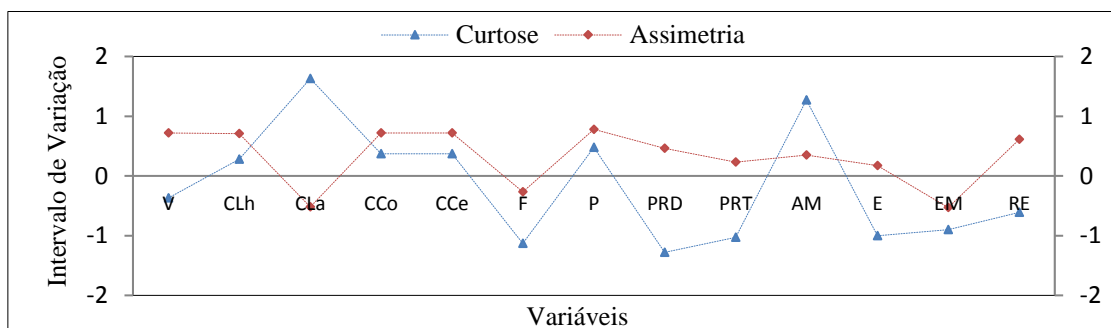 Curtose Assimetria
Intervalo de Variação
2 2
1 1
0 0
V CLh CLa CCo CCe F P PRD PRT AM E EM RE
-1 -1
-2 -2
Variáveis